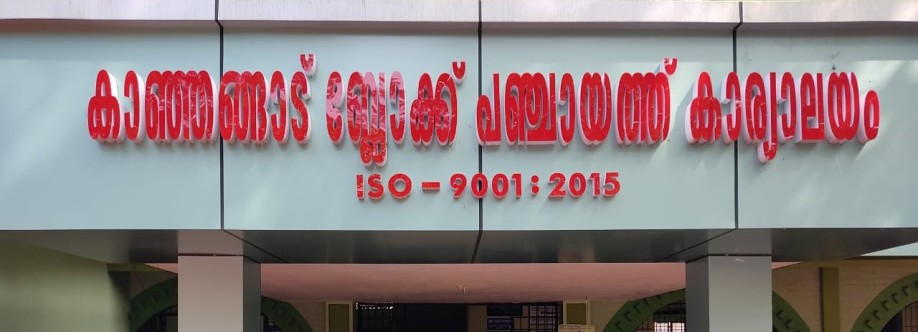 കാഞ്ഞങ്ങാട് ബ്ലോക്ക് പഞ്ചായത്ത് കാര്യാലയം
ISO – 9001 : 2015